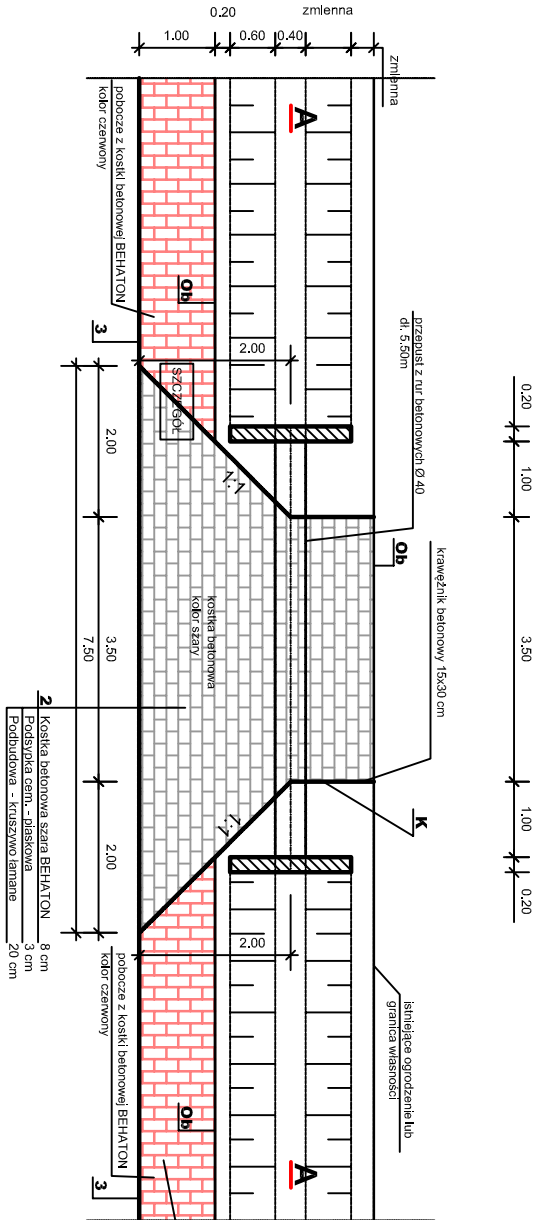 0.20
1.00
0.60
0.40
zmienna
zmienna
A
pobocze z kostki betonowej BEHATON
kolor czerwony
3
Ob
2.00
SZCZEGÓŁ
przepust z rur betonowych Ø 40
dł. 5.50m
0.20
1.00
3.50
1.00
0.20
1:1
Ob
krawężnik betonowy 15x30 cm
K
kostka betonowa
kolor szary
2.00
3.50
2.00
7.50
2 Kostka betonowa szara BEHATON 8 cm
Podsypka cem. - piaskowa 3 cm
Podbudowa - kruszywo łamane 20 cm
1:1
2.00
istniejące ogrodzenie lub
granica własności
pobocze z kostki betonowej BEHATON
kolor czerwony
Ob
3
A